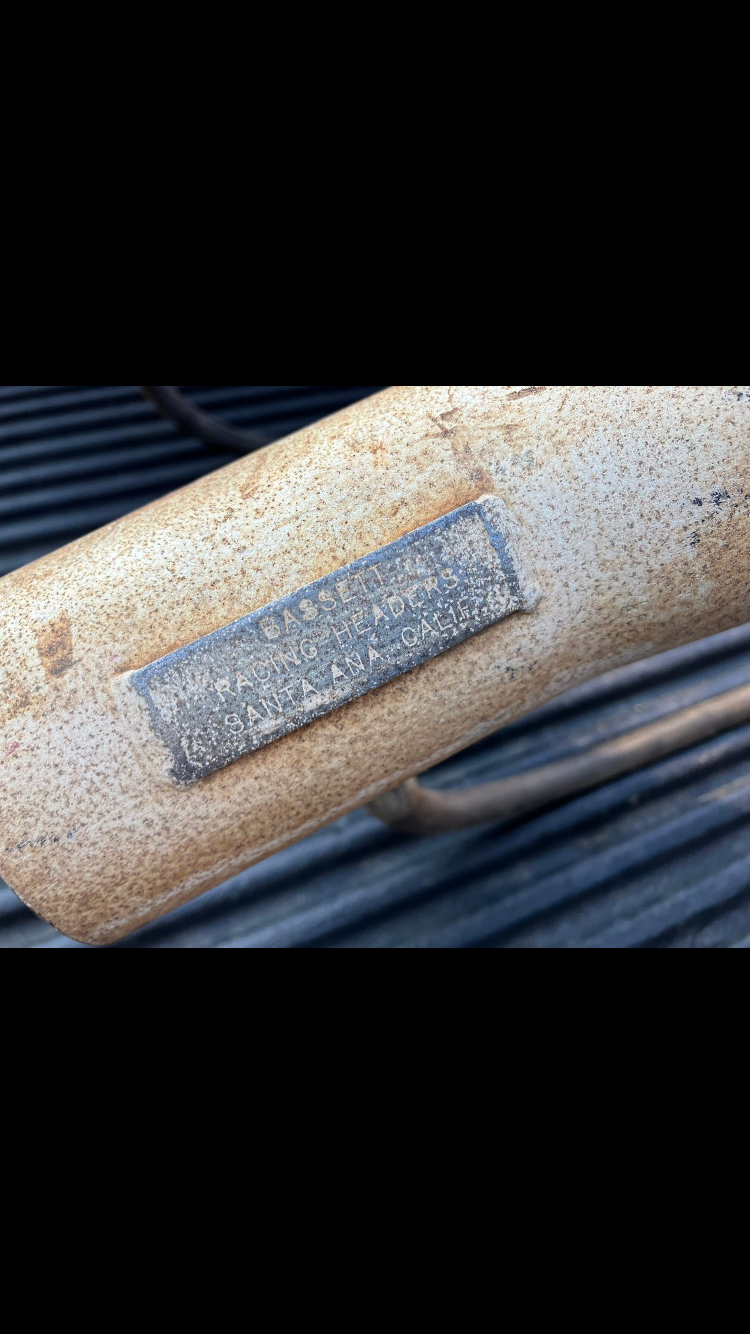 BASSETT
RACING HEADERS
SANTA ANA, CALIF.